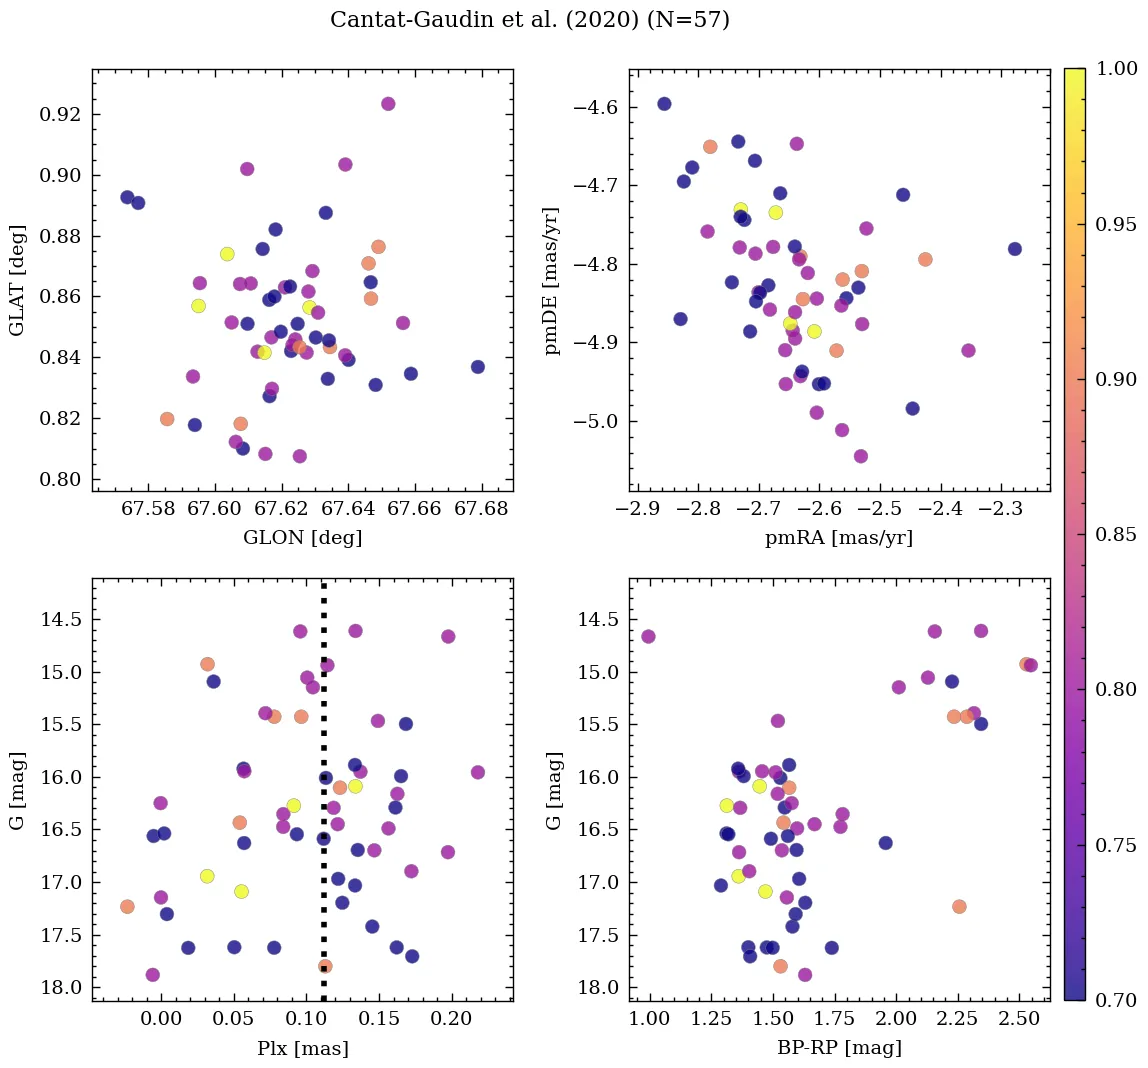 Cantat-Gaudin et al. (2020) (N=57)
0.92
0.90
0.88
0.86
0.84
0.82
0.80
GLAT [deg]
67.58 67.60 67.62 67.64 67.66 67.68
GLON [deg]
−4.6
−4.7
−4.8
−4.9
−5.0
pmDE [mas/yr]
−2.9 −2.8 −2.7 −2.6 −2.5 −2.4 −2.3
pmRA [mas/yr]
14.5
15.0
15.5
16.0
16.5
17.0
17.5
18.0
G [mag]
0.00 0.05 0.10 0.15 0.20
Plx [mas]
14.5
15.0
15.5
16.0
16.5
17.0
17.5
18.0
G [mag]
1.00 1.25 1.50 1.75 2.00 2.25 2.50
BP-RP [mag]
1.00
0.95
0.90
0.85
0.80
0.75
0.70